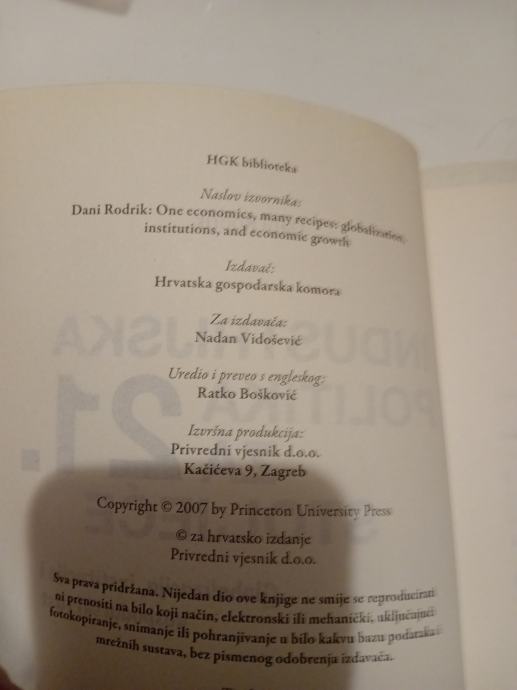 HGK biblioteka
Naslov izvornika:
Dani Rodrik: One economics, many recipes: globalization,
institutions, and economic growth
Izdavač:
Hrvatska gospodarska komora
Za izdavača:
Nadan Vidošević
Uredio i preveo s engleskog:
Ratko Bošković
Izvršna produkcija:
Privredni vjesnik d.o.o.
Kačićeva 9, Zagreb
Copyright © 2007 by Princeton University Press
© za hrvatsko izdanje
Privredni vjesnik d.o.o.
Sva prava pridržana. Nijedan dio ove knjige ne smije se reproducirati
ni prenositi na bilo koji način, elektronski ili mehanički, uključujući
fotokopiranje, snimanje ili pohranjivanje u bilo kakvu bazu podataka i
mrežnih sustava, bez pismenog odobrenja izdavača.